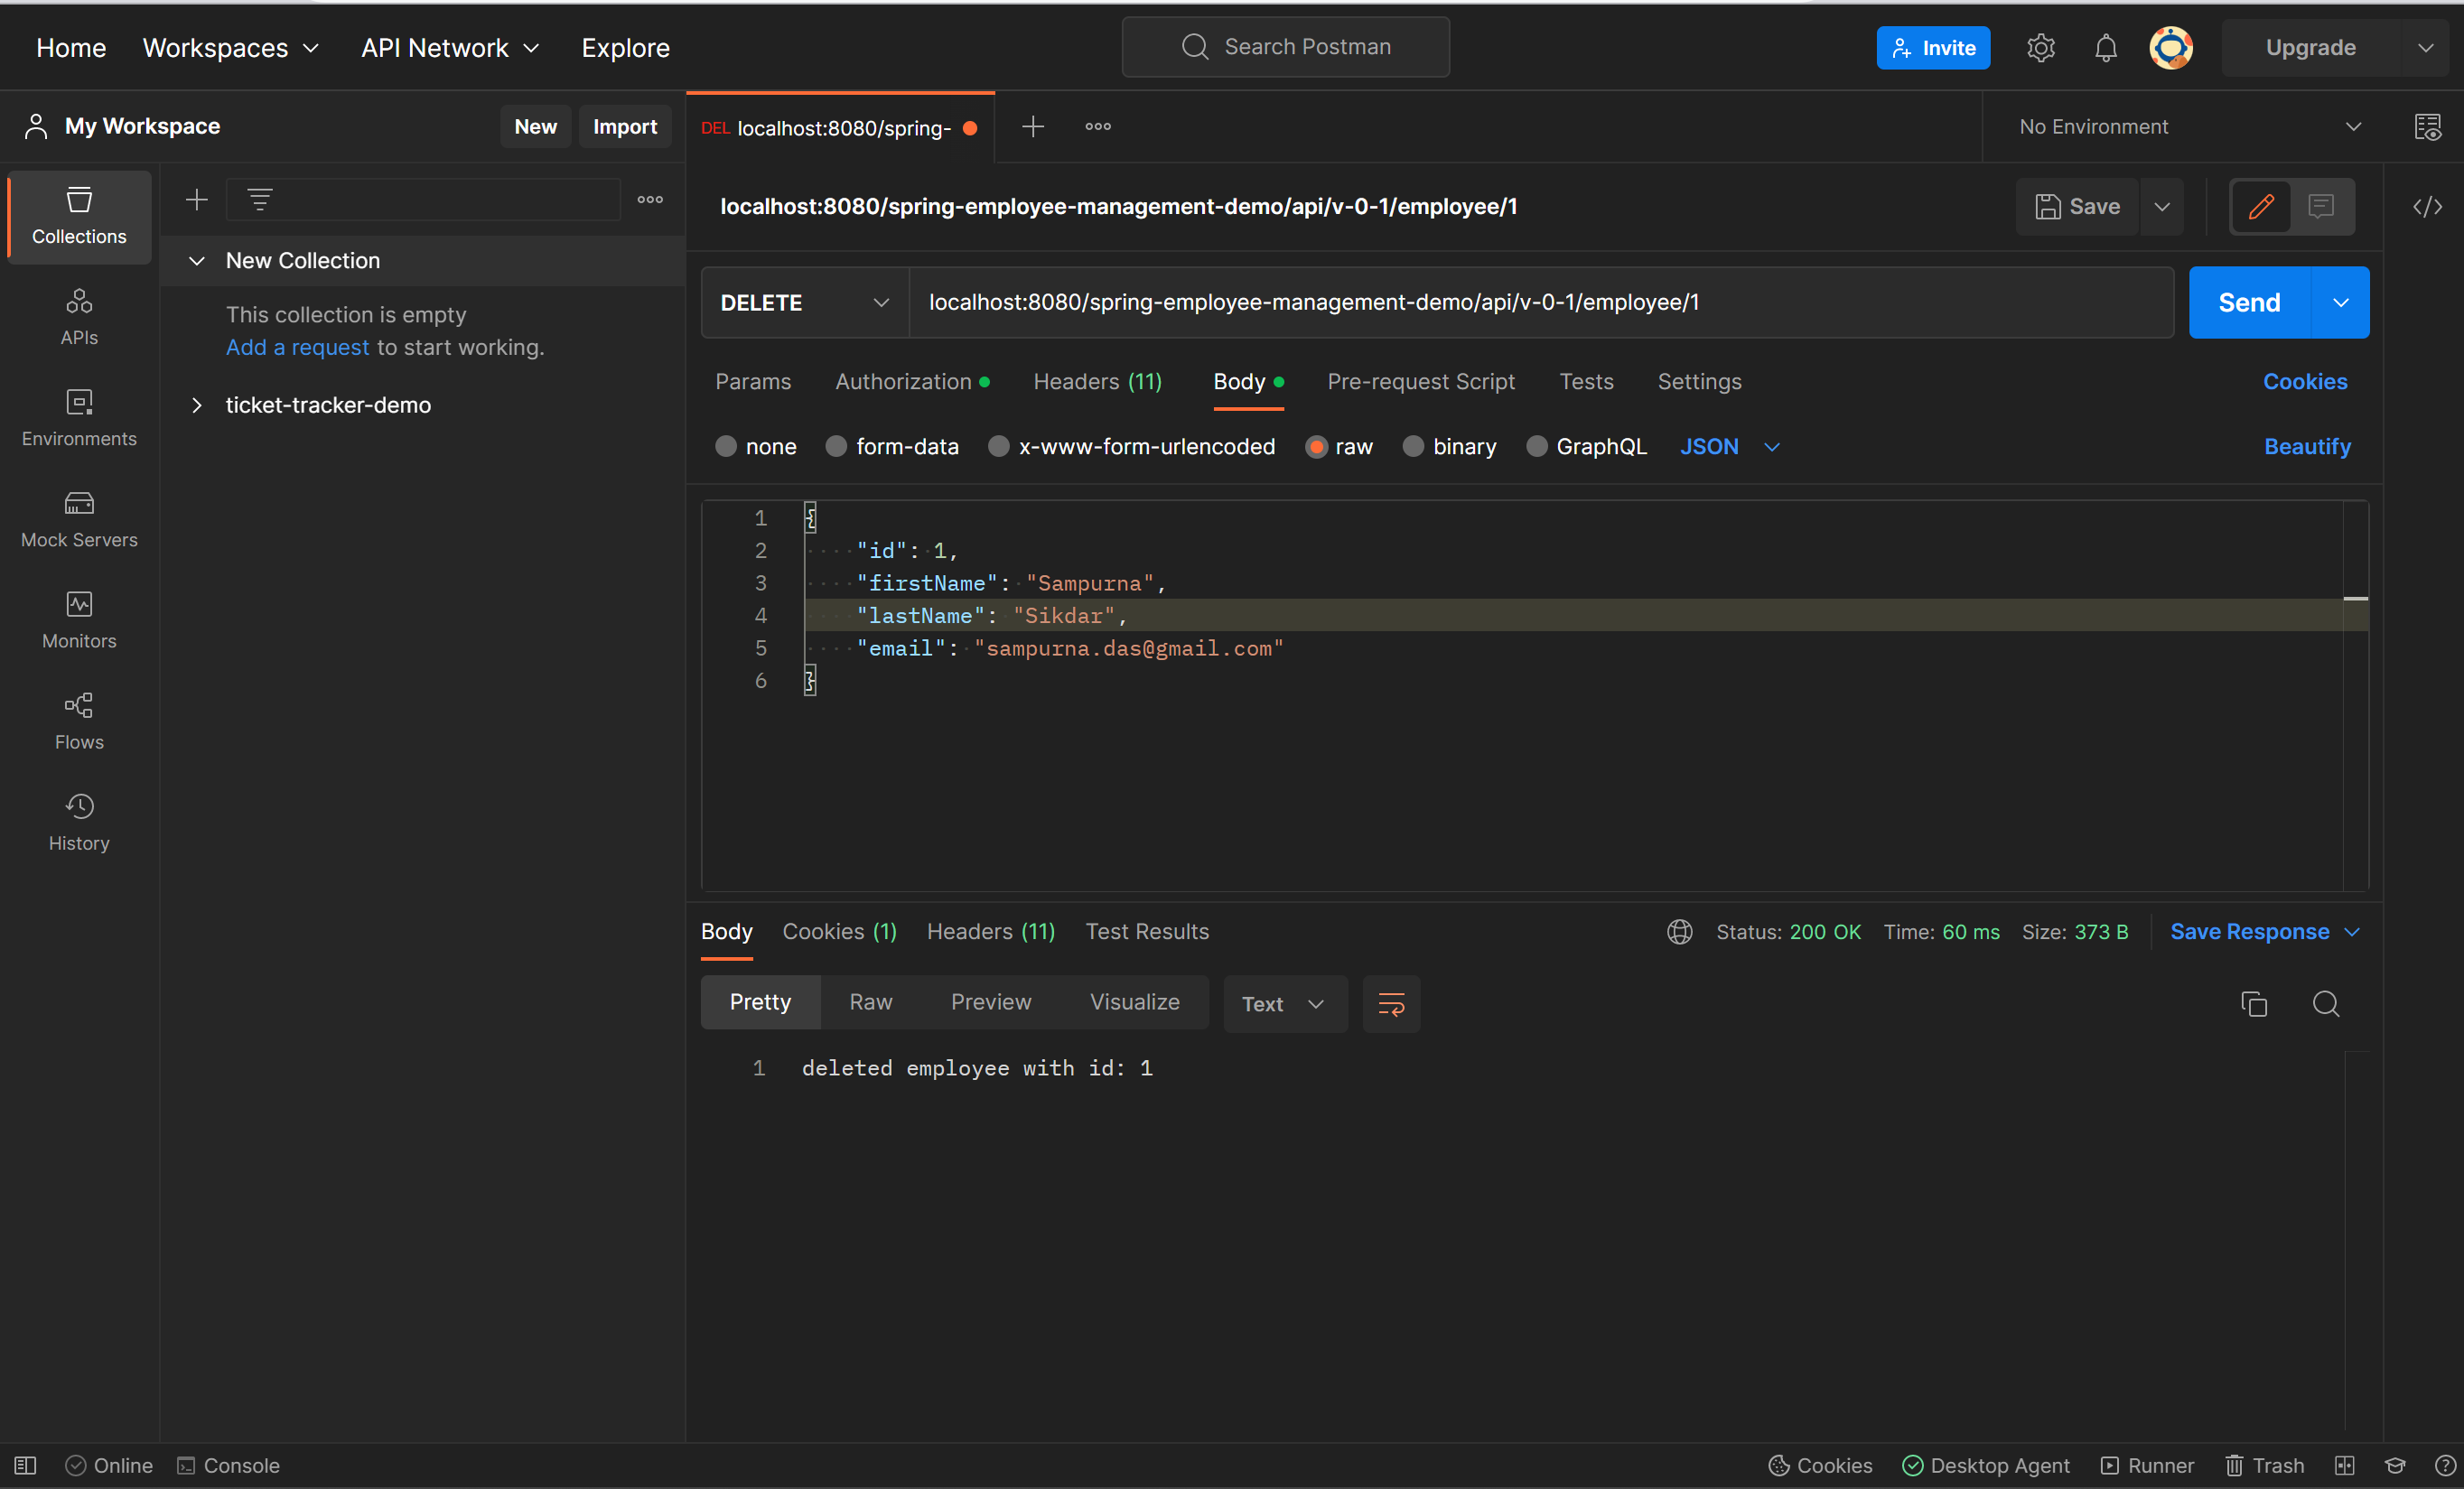 Home Workspaces API Network Explore Search Postman Invite Upgrade
My Workspace New Import DEL localhost:8080/spring- No Environment
Collections
APIs
Environments
Mock Servers
Monitors
Flows
History
New Collection
This collection is empty
Add a request to start working.
ticket-tracker-demo
localhost:8080/spring-employee-management-demo/api/v-0-1/employee/1 Save
DELETE localhost:8080/spring-employee-management-demo/api/v-0-1/employee/1 Send
Params Authorization Headers (11) Body Pre-request Script Tests Settings Cookies
none form-data x-www-form-urlencoded raw binary GraphQL JSON Beautify
1 {
2 "id": 1,
3 "firstName": "Sampurna",
4 "lastName": "Sikdar",
5 "email": "sampurna.das@gmail.com"
6 }
Body Cookies (1) Headers (11) Test Results Status: 200 OK Time: 60 ms Size: 373 B Save Response
Pretty Raw Preview Visualize Text
1 deleted employee with id: 1
Online Console Cookies Desktop Agent Runner Trash